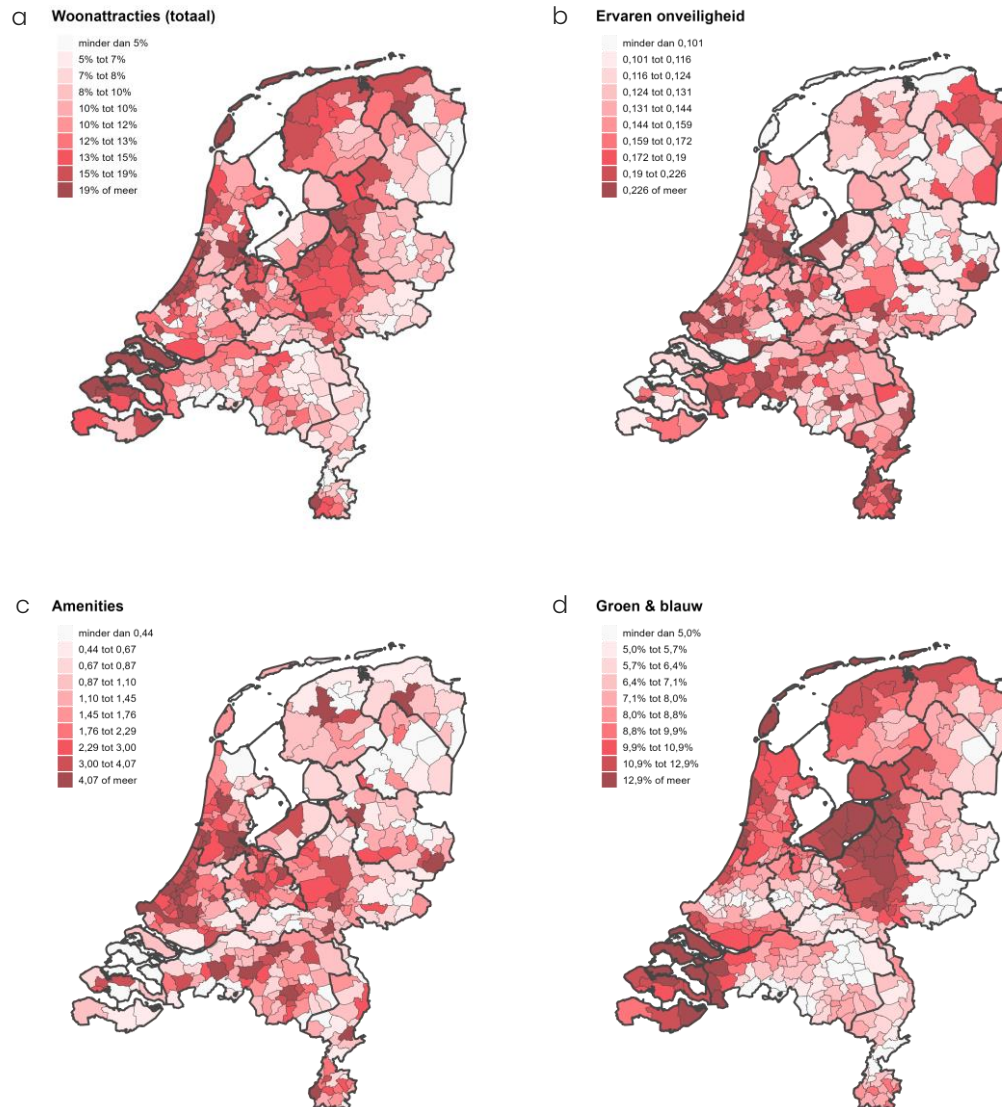 a Woonattracties (totaal)
minder dan 5%
5% tot 7%
7% tot 8%
8% tot 10%
10% tot 10%
10% tot 12%
12% tot 13%
13% tot 15%
15% tot 19%
19% of meer
b Ervaren onveiligheid
minder dan 0,101
0,101 tot 0,116
0,116 tot 0,124
0,124 tot 0,131
0,131 tot 0,144
0,144 tot 0,159
0,159 tot 0,172
0,172 tot 0,19
0,19 tot 0,226
0,226 of meer
c Amenities
minder dan 0,44
0,44 tot 0,67
0,67 tot 0,87
0,87 tot 1,10
1,10 tot 1,45
1,45 tot 1,76
1,76 tot 2,29
2,29 tot 3,00
3,00 tot 4,07
4,07 of meer
d Groen & blauw
minder dan 5,0%
5,0% tot 5,7%
5,7% tot 6,4%
6,4% tot 7,1%
7,1% tot 8,0%
8,0% tot 8,8%
8,8% tot 9,9%
9,9% tot 10,9%
10,9% tot 12,9%
12,9% of meer